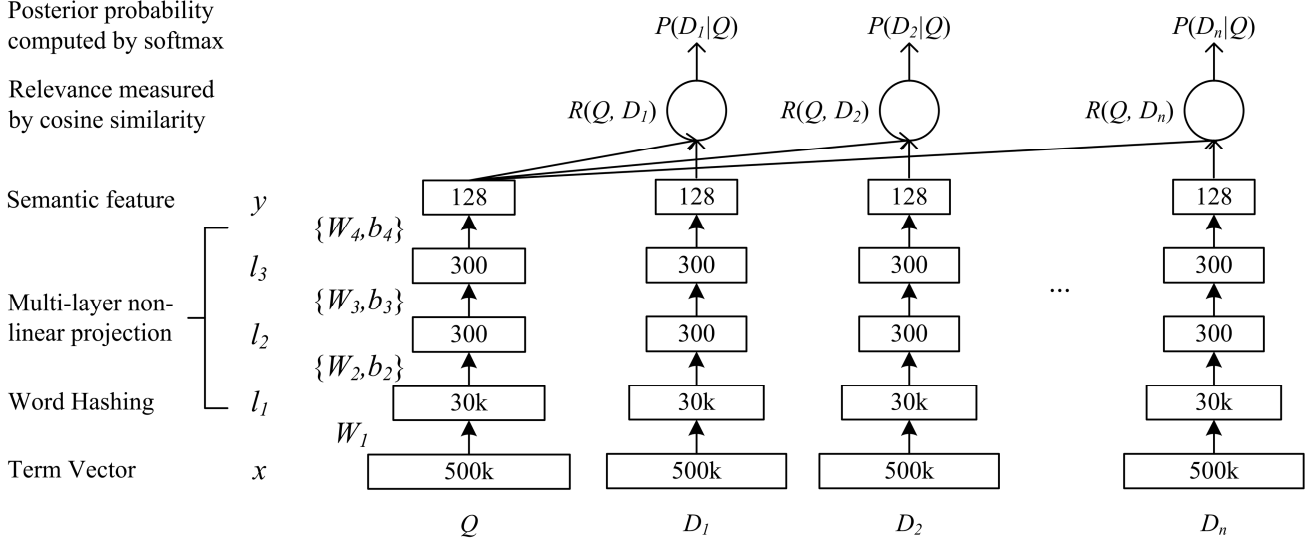 Posterior probability
computed by softmax
P(D1|Q) P(D2|Q) P(Dn|Q)
Relevance measured
by cosine similarity
R(Q, D1) R(Q, D2) R(Q, Dn)
Semantic feature y 128 128 128 128
{W4,b4}
l3 300 300 300 300
Multi-layer non-
linear projection
{W3,b3} ...
l2 300 300 300 300
{W2,b2}
Word Hashing l1 30k 30k 30k 30k
W1
Term Vector x 500k 500k 500k 500k
Q D1 D2 Dn